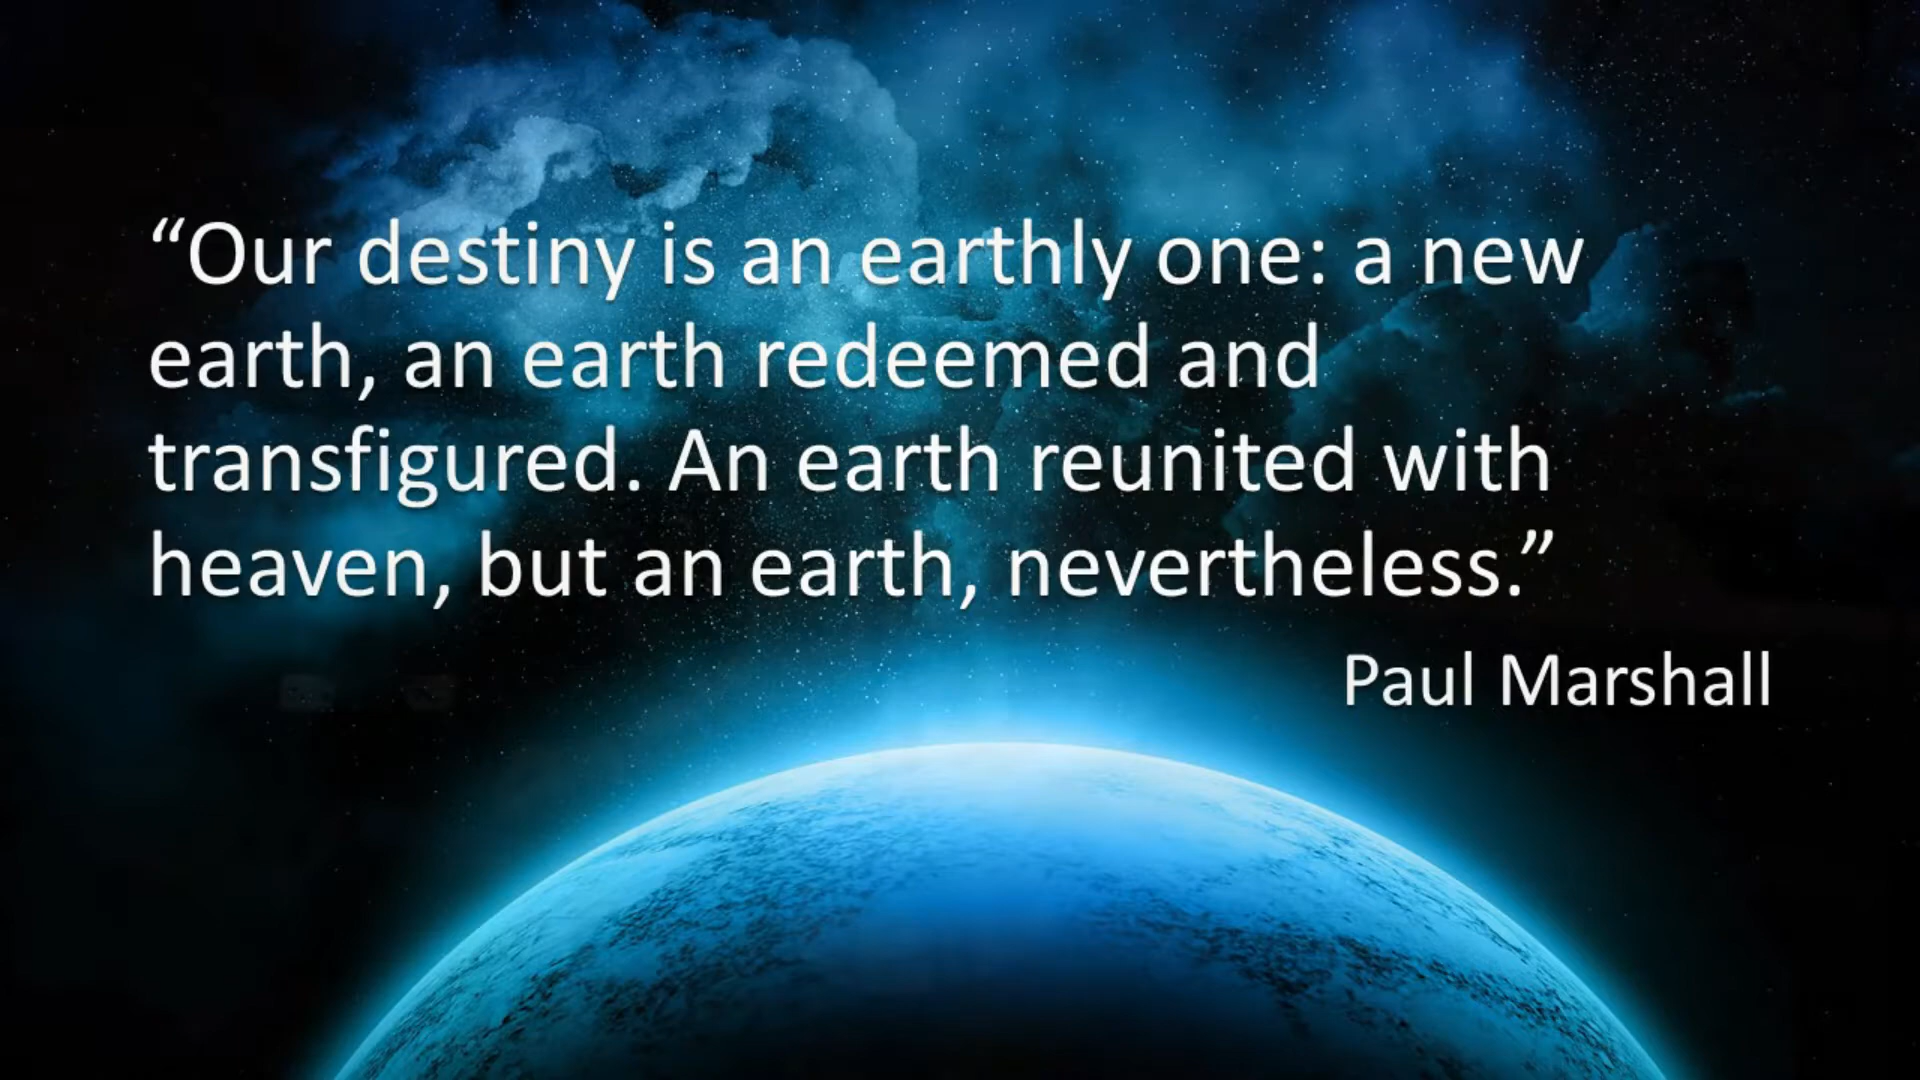 “Our destiny is an earthly one: a new
earth, an earth redeemed and
transfigured. An earth reunited with
heaven, but an earth, nevertheless.”
Paul Marshall